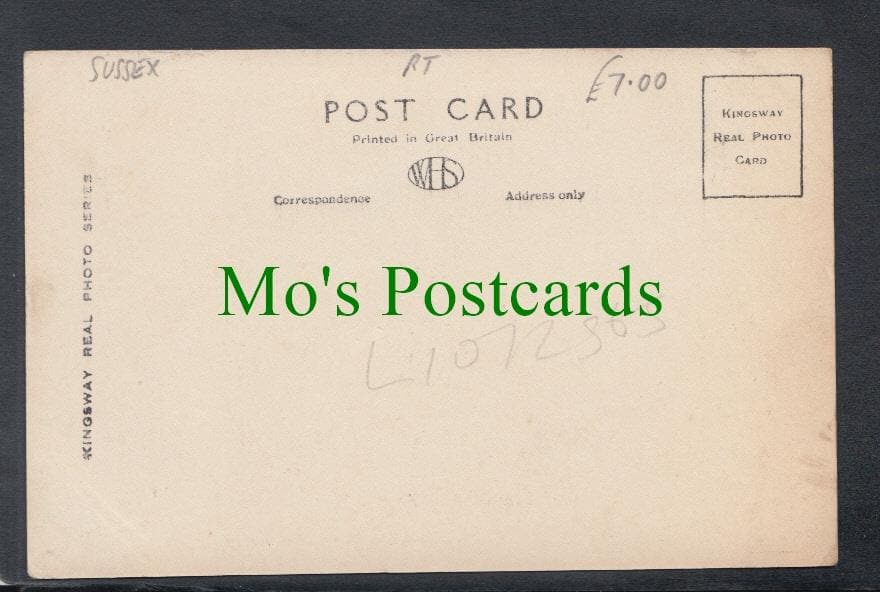 SUSSEX
RT
£7.00
POST CARD
Printed in Great Britain
WHS
Correspondence
Address only
KINGSWAY
REAL PHOTO
CARD
KINGSWAY REAL PHOTO SERIES
Mo's Postcards